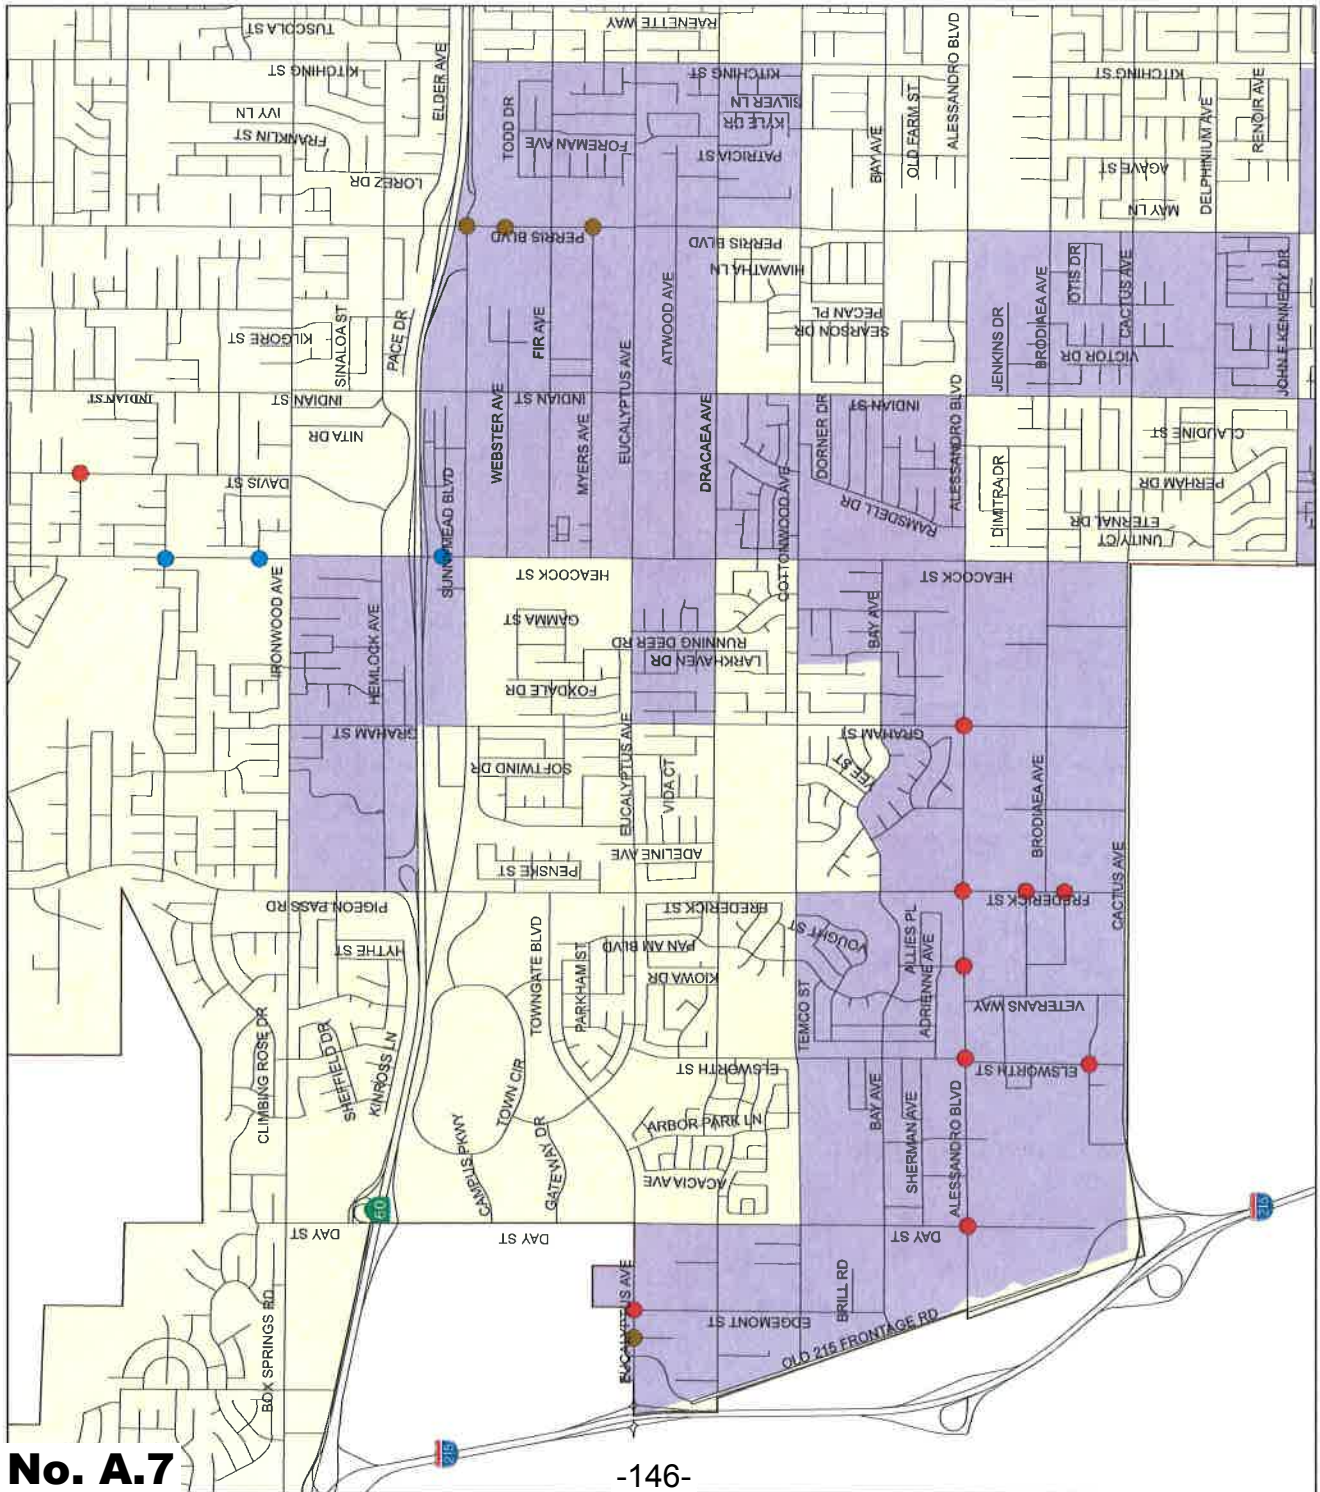 RAENETTE WAY
TUSCOLA ST
ALESSANDRO BLVD
ELDER AVE
KITCHING ST
KITCHING ST
KITCHING ST
IVY LN
SILVER LN
OLD FARM ST
RENOIR AVE
FRANKLIN ST
TODD DR
FOREMAN AVE
KYLE DR
PATRICIA ST
BAY AVE
DELPHINIUM AVE
AGAVE ST
LOREZ DR
MAY LN
PERRIS BLVD
PERRIS BLVD
HIAWATHA LN
OTIS DR
CACTUS AVE
JOHN F KENNEDY DR
ATWOOD AVE
BRODIAEA AVE
SINALOA ST
KILGORE ST
PACE DR
FIR AVE
PECAN PL
SEARSON DR
JENKINS DR
VICTOR DR
EUCALYPTUS AVE
INDIAN ST
INDIAN ST
INDIAN ST
INDIAN ST
WEBSTER AVE
MYERS AVE
DRACAEA AVE
DORNER DR
ALESSANDRO BLVD
NITA DR
CLAUDINE ST
DAVIS ST
SUNNYMEAD BLVD
COTTONWOOD AVE
RAMSDELL DR
DIMITRA DR
PERHAM DR
ETERNAL DR
UNITY CT
HEACOCK ST
HEACOCK ST
IRONWOOD AVE
HEMLOCK AVE
GAMMA ST
RUNNING DEER RD
LARKHAVEN DR
BAY AVE
FOXDALE DR
GRAHAM ST
GRAHAM ST
EUCALYPTUS AVE
SOFTWIND DR
VIDA CT
YEE ST
BRODIAEA AVE
ADELINE AVE
PENSKE ST
CACTUS AVE
PIGEON PASS RD
FREDERICK ST
FREDERICK ST
HYTHE ST
TOWNGATE BLVD
PAN AM BLVD
PARKHAM ST
KIOWA DR
VOUGHT ST
ALLIES PL
ADRIENNE AVE
TEMCO ST
VETERANS WAY
CLIMBING ROSE DR
SHEFFIELD DR
KINROSS LN
TOWN CIR
ELSWORTH ST
ELSWORTH ST
CAMPUS PKWY
GATEWAY DR
ARBOR PARK LN
ACACIA AVE
BAY AVE
SHERMAN AVE
ALESSANDRO BLVD
60
215
DAY ST
DAY ST
DAY ST
BOX SPRINGS RD
EUCALYPTUS AVE
EDGEMONT ST
BRILL RD
OLD 215 FRONTAGE RD
215
No. A.7
-146-